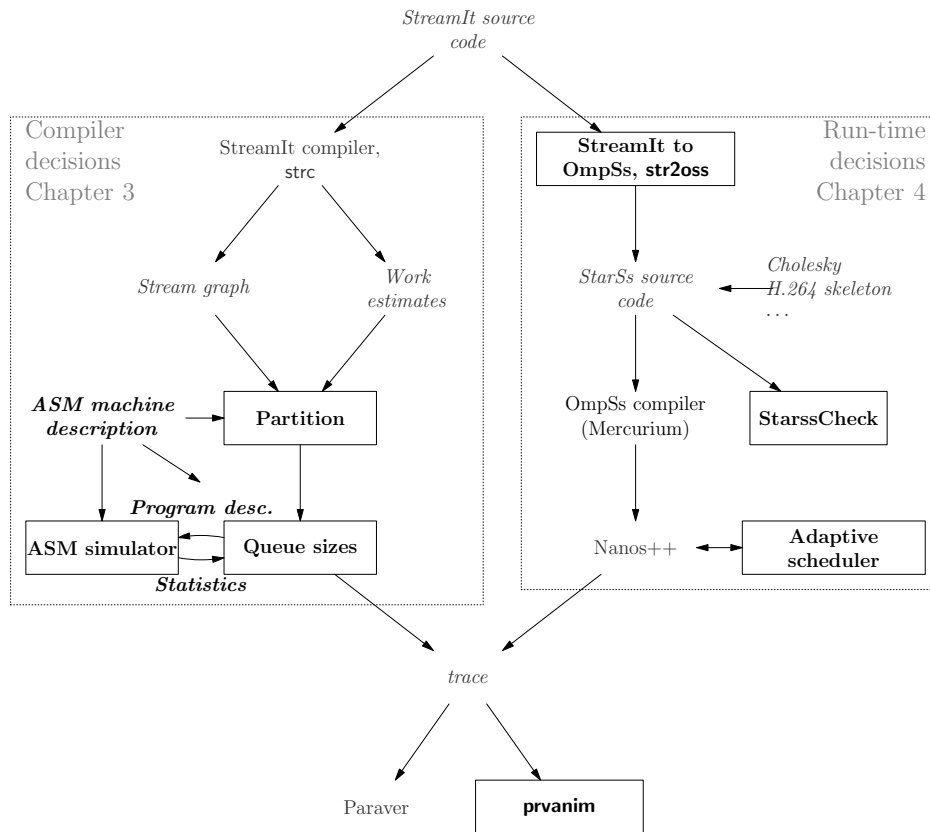 StreamIt source
code
Compiler
decisions
Chapter 3
StreamIt compiler,
strc
StreamIt to
OmpSs, str2oss
Run-time
decisions
Chapter 4
Stream graph
Work
estimates
StarSs source
code
Cholesky
H.264 skeleton
. . .
ASM machine
description
Partition
OmpSs compiler
(Mercurium)
StarssCheck
Program desc.
ASM simulator
Queue sizes
Statistics
Nanos++
Adaptive
scheduler
trace
Paraver
prvanim